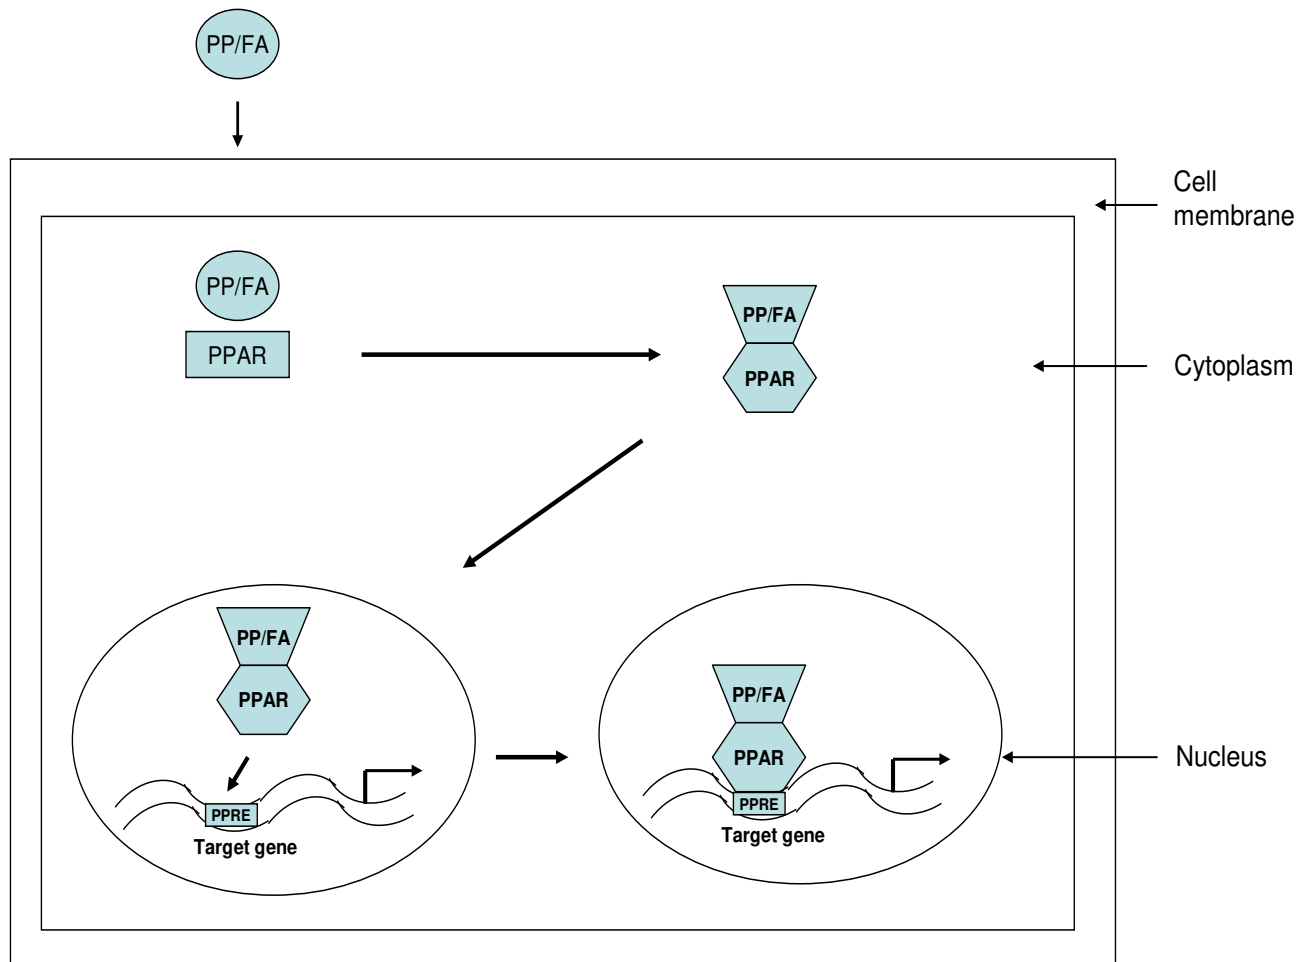 PP/FA
Cell
membrane
PP/FA
PPAR
PP/FA
PPAR
Cytoplasm
PP/FA
PPAR
PPRE
Target gene
PP/FA
PPAR
PPRE
Target gene
Nucleus